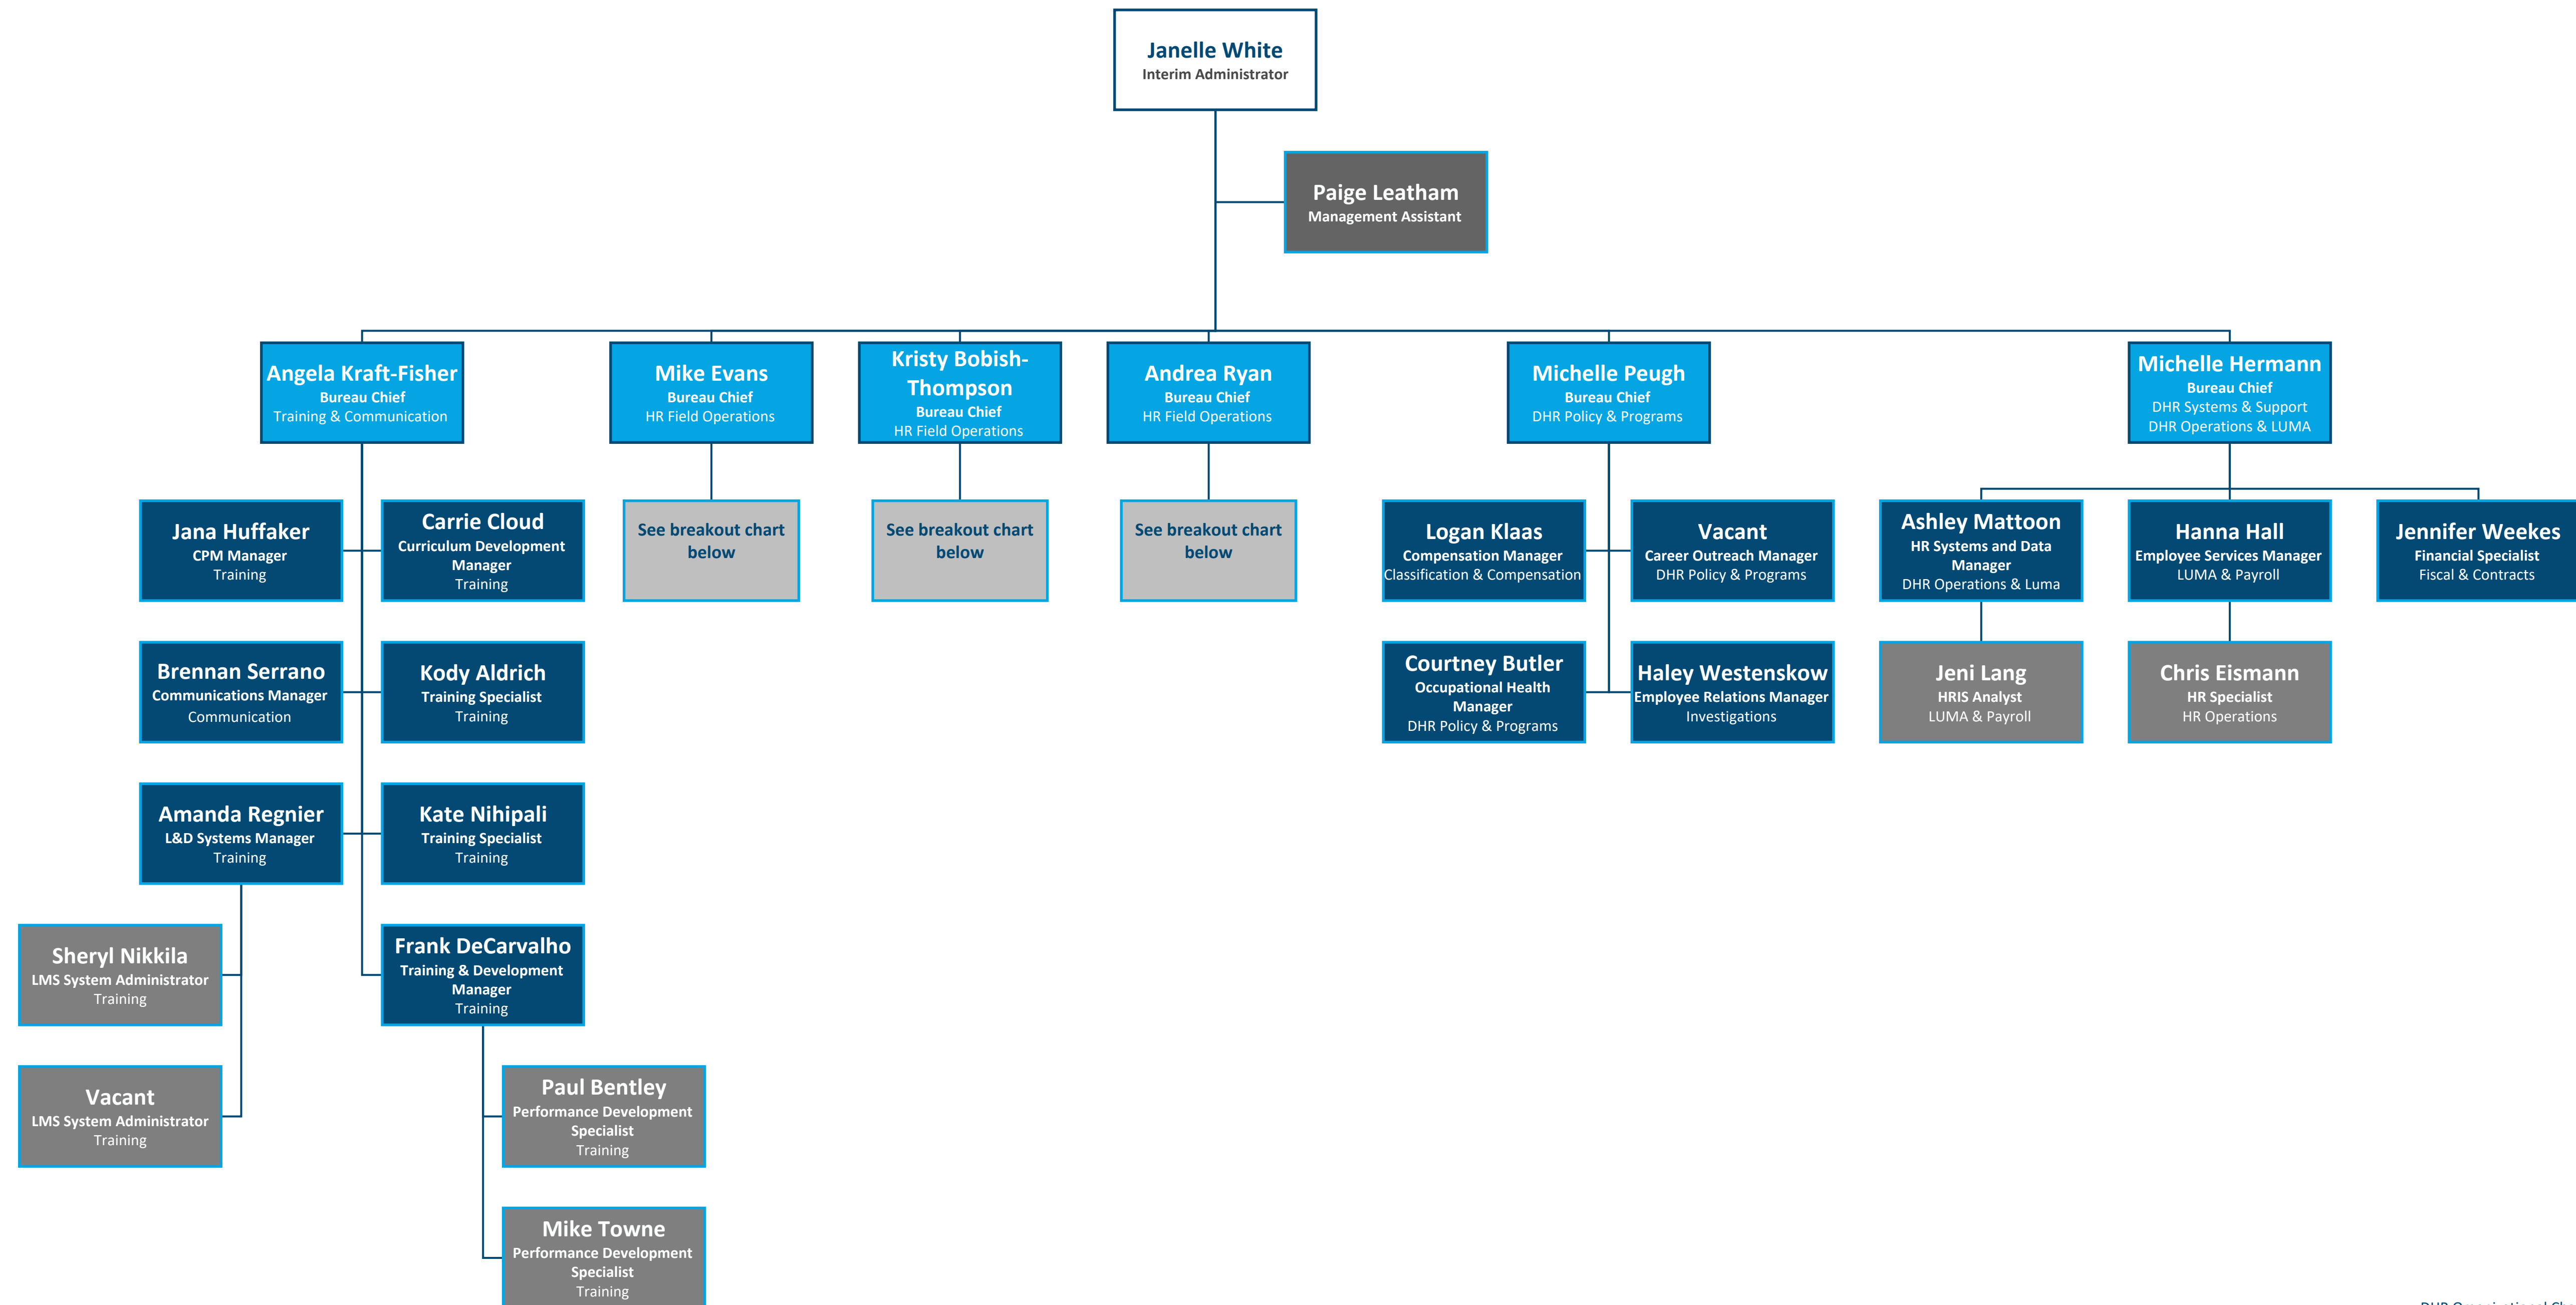 Janelle White
Interim Administrator
Paige Leatham
Management Assistant
Angela Kraft-Fisher
Bureau Chief
Training & Communication
Mike Evans
Bureau Chief
HR Field Operations
Kristy Bobish-
Thompson
Bureau Chief
HR Field Operations
Andrea Ryan
Bureau Chief
HR Field Operations
Michelle Peugh
Bureau Chief
DHR Policy & Programs
Michelle Hermann
Bureau Chief
DHR Systems & Support
DHR Operations & LUMA
Jana Huffaker
CPM Manager
Training
Carrie Cloud
Curriculum Development
Manager
Training
See breakout chart
below
See breakout chart
below
See breakout chart
below
Logan Klaas
Compensation Manager
Classification & Compensation
Vacant
Career Outreach Manager
DHR Policy & Programs
Ashley Mattoon
HR Systems and Data
Manager
DHR Operations & Luma
Hanna Hall
Employee Services Manager
LUMA & Payroll
Jennifer Weekes
Financial Specialist
Fiscal & Contracts
Brennan Serrano
Communications Manager
Communication
Kody Aldrich
Training Specialist
Training
Courtney Butler
Occupational Health
Manager
DHR Policy & Programs
Haley Westenskow
Employee Relations Manager
Investigations
Jeni Lang
HRIS Analyst
LUMA & Payroll
Chris Eismann
HR Specialist
HR Operations
Amanda Regnier
L&D Systems Manager
Training
Kate Nihipali
Training Specialist
Training
Sheryl Nikkila
LMS System Administrator
Training
Frank DeCarvalho
Training & Development
Manager
Training
Vacant
LMS System Administrator
Training
Paul Bentley
Performance Development
Specialist
Training
Mike Towne
Performance Development
Specialist
Training